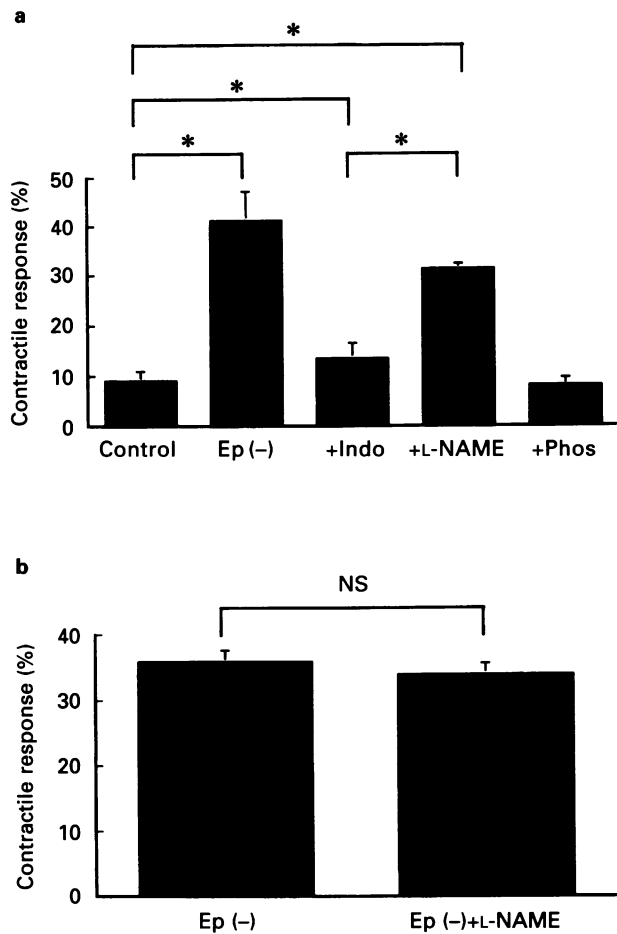 a
*
*
*
*
Contractile response (%)
50
40
30
20
10
0
Control Ep (–) +Indo +L-NAME +Phos
b
NS
Contractile response (%)
40
30
20
10
0
Ep (–) Ep (–)+L-NAME